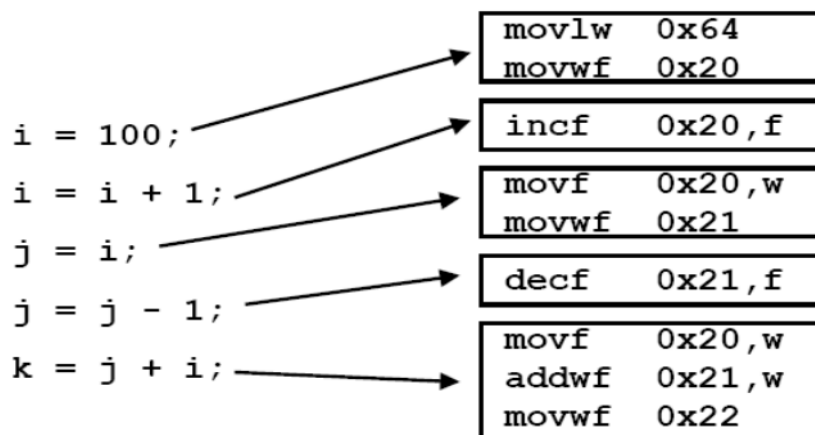 i = 100;
i = i + 1;
j = i;
j = j - 1;
k = j + i;
movlw 0x64
movwf 0x20
incf 0x20,f
movf 0x20,w
movwf 0x21
decf 0x21,f
movf 0x20,w
addwf 0x21,w
movwf 0x22